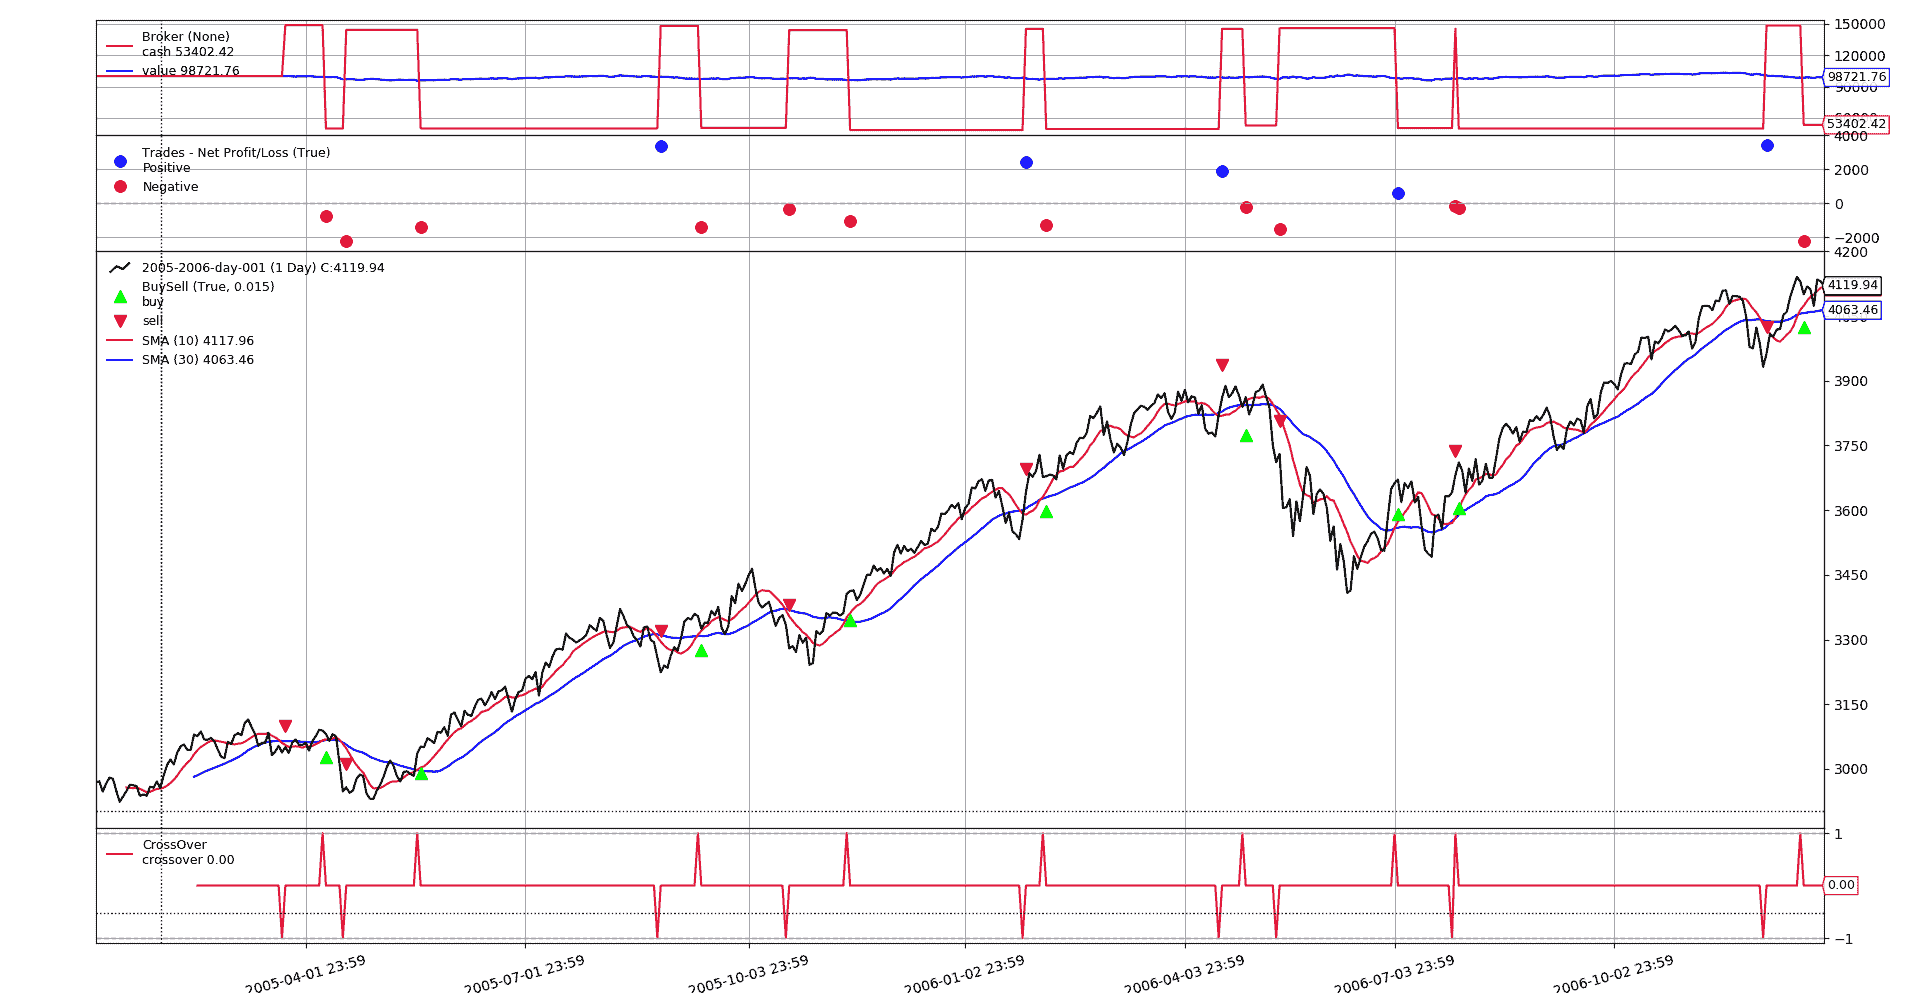 Broker (None)
cash 53402.42
value 98721.76
150000
120000
98721.76
90000
60000
53402.42
Trades - Net Profit/Loss (True)
Positive
Negative
4000
2000
0
−2000
2005-2006-day-001 (1 Day) C:4119.94
BuySell (True, 0.015)
buy
sell
SMA (10) 4117.96
SMA (30) 4063.46
4200
4119.94
4063.46
4050
3900
3750
3600
3450
3300
3150
3000
CrossOver
crossover 0.00
1
0.00
−1
2005-04-01 23:59
2005-07-01 23:59
2005-10-03 23:59
2006-01-02 23:59
2006-04-03 23:59
2006-07-03 23:59
2006-10-02 23:59